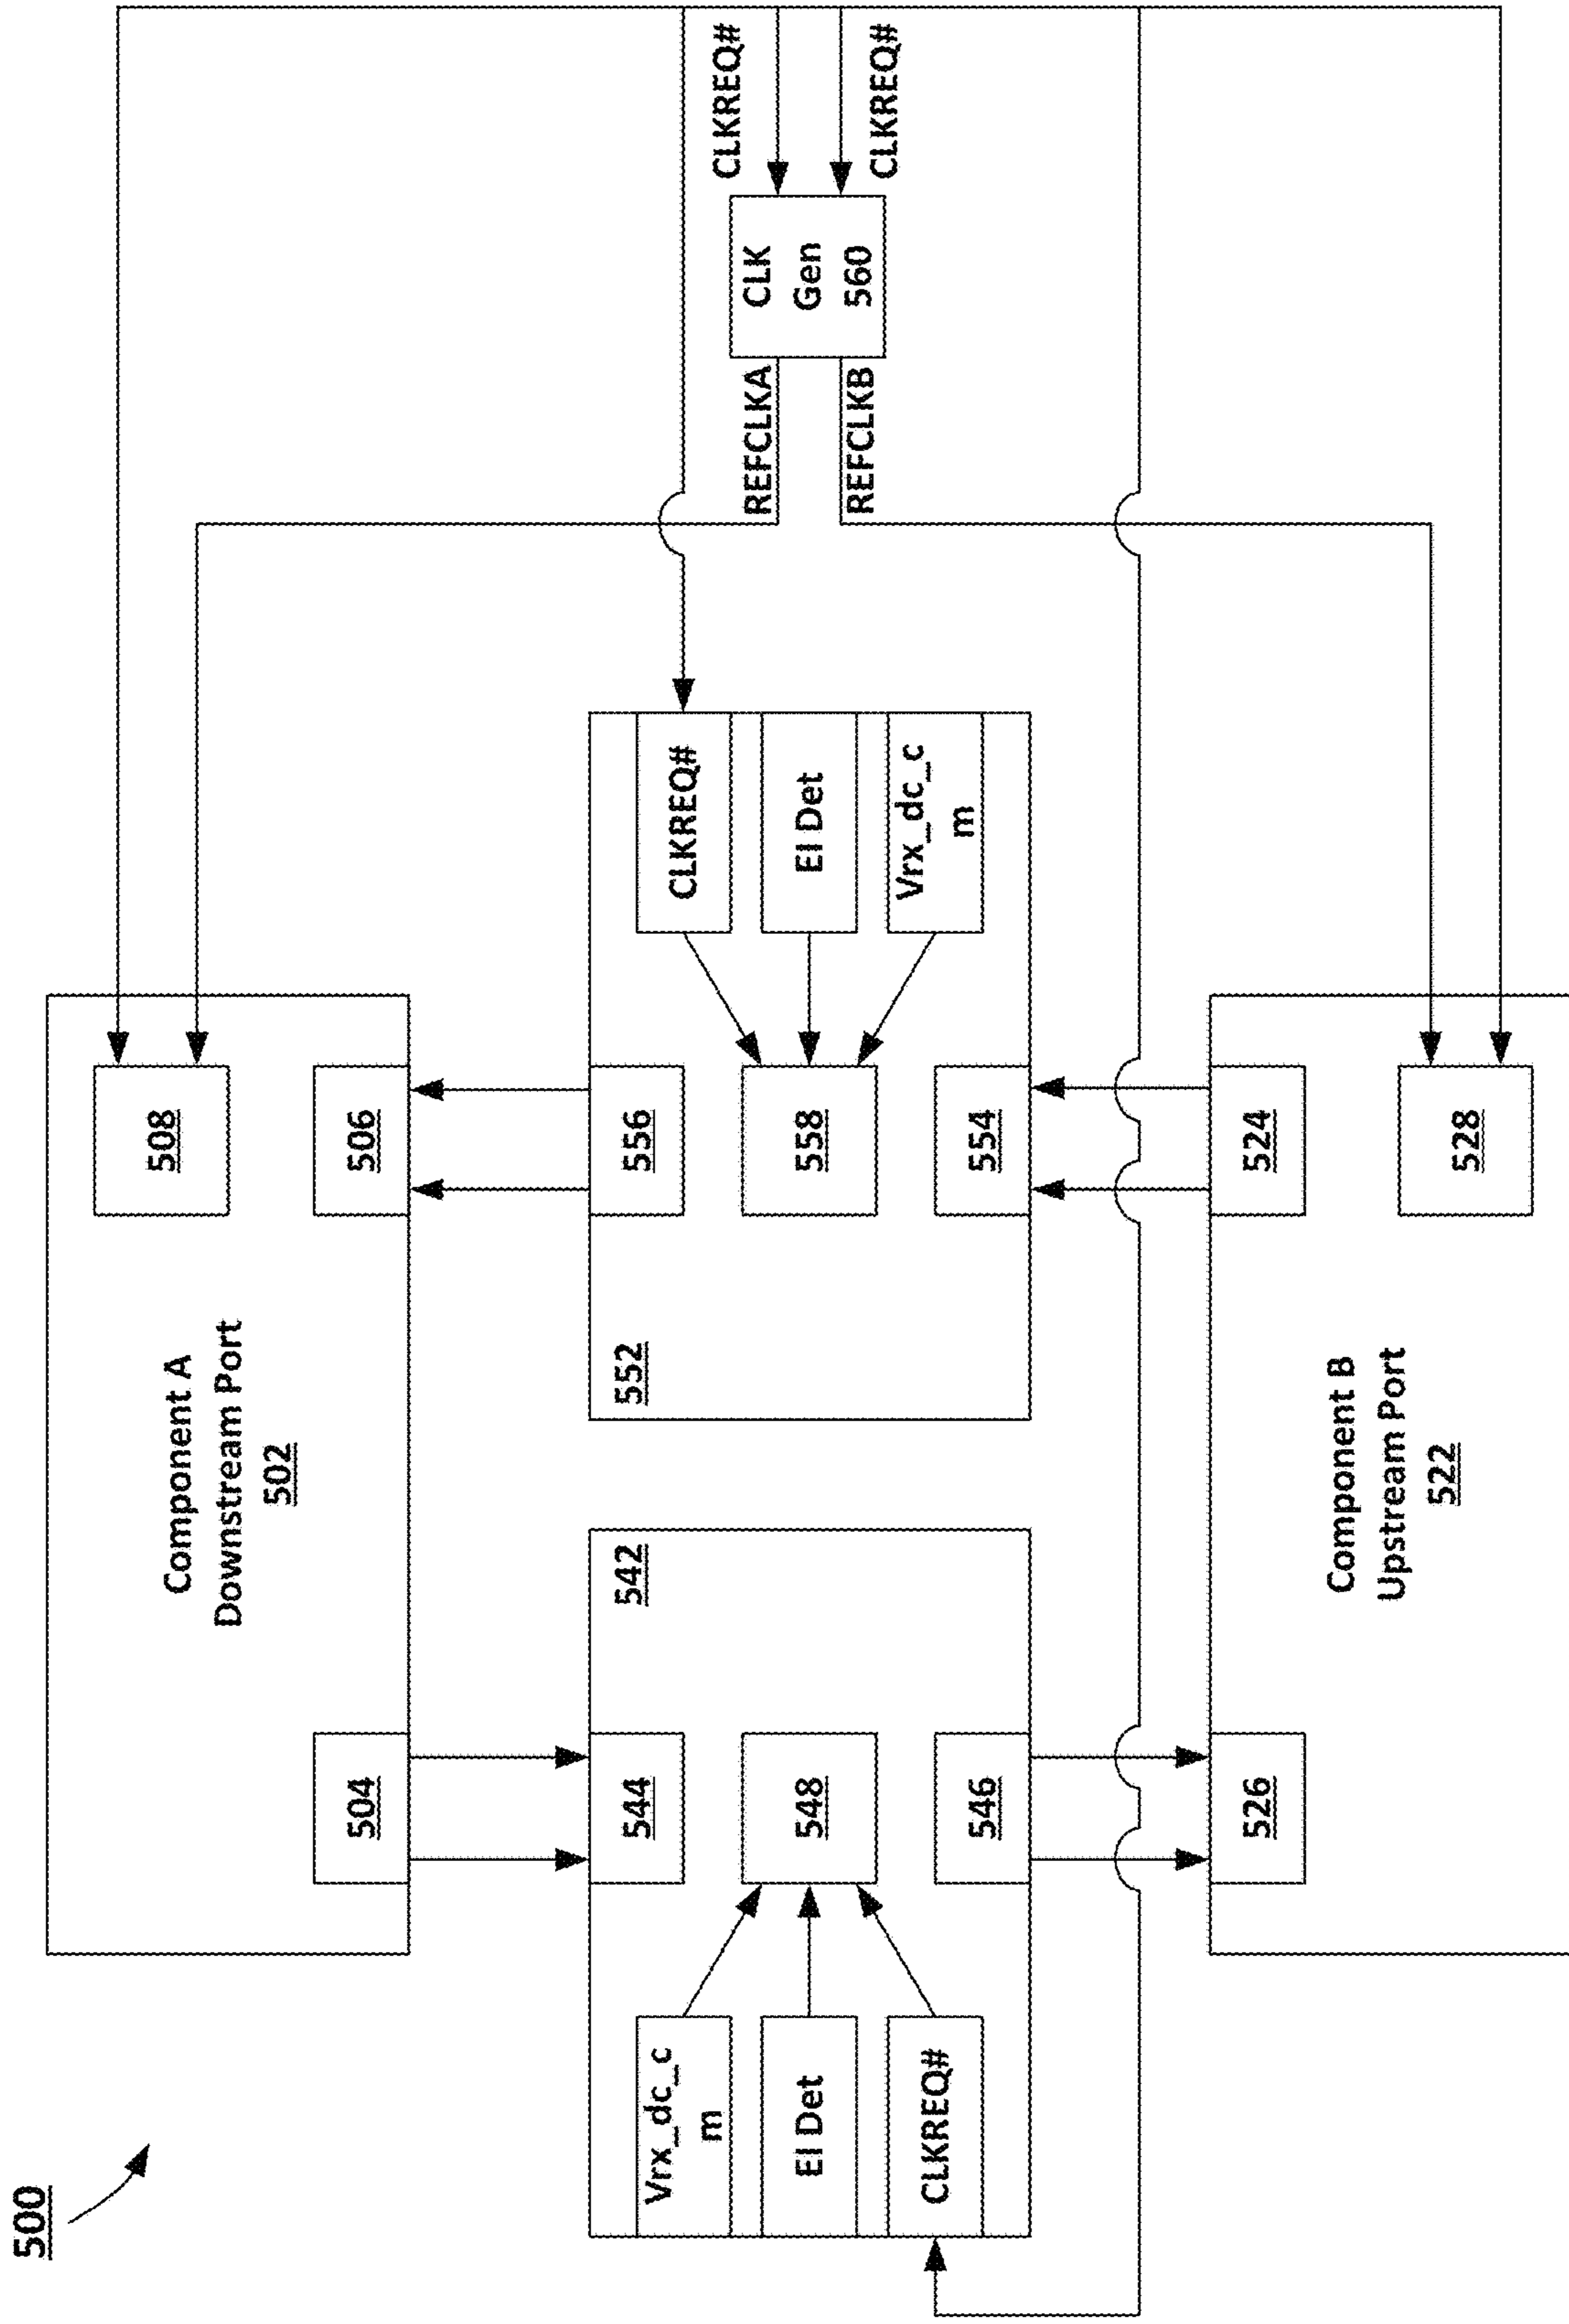 500
Component A
Downstream Port
502
504
506
508
542
544
546
548
Vrx_dc_c
m
EI Det
CLKREQ#
552
556
558
554
CLKREQ#
EI Det
Vrx_dc_c
m
Component B
Upstream Port
522
526
524
528
REFCLKA
REFCLKB
CLK
Gen
560
CLKREQ#
CLKREQ#